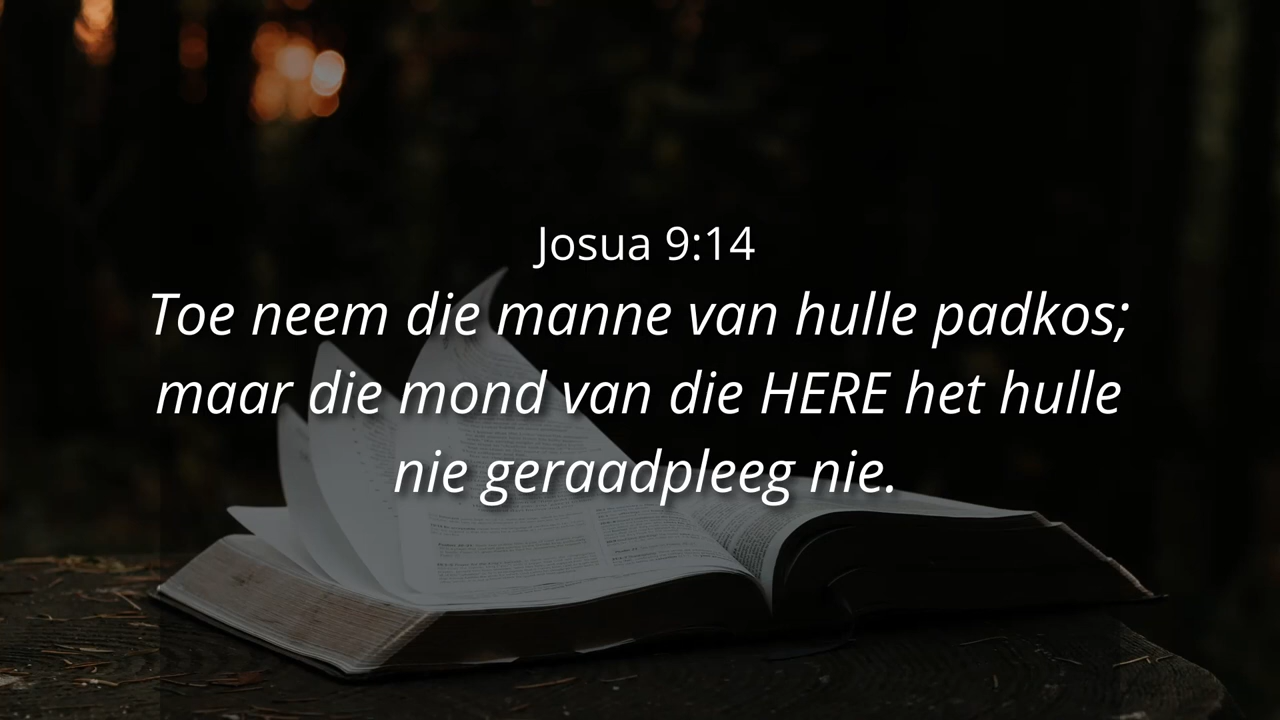 Josua 9:14
Toe neem die manne van hulle padkos;
maar die mond van die HERE het hulle
nie geraadpleeg nie.